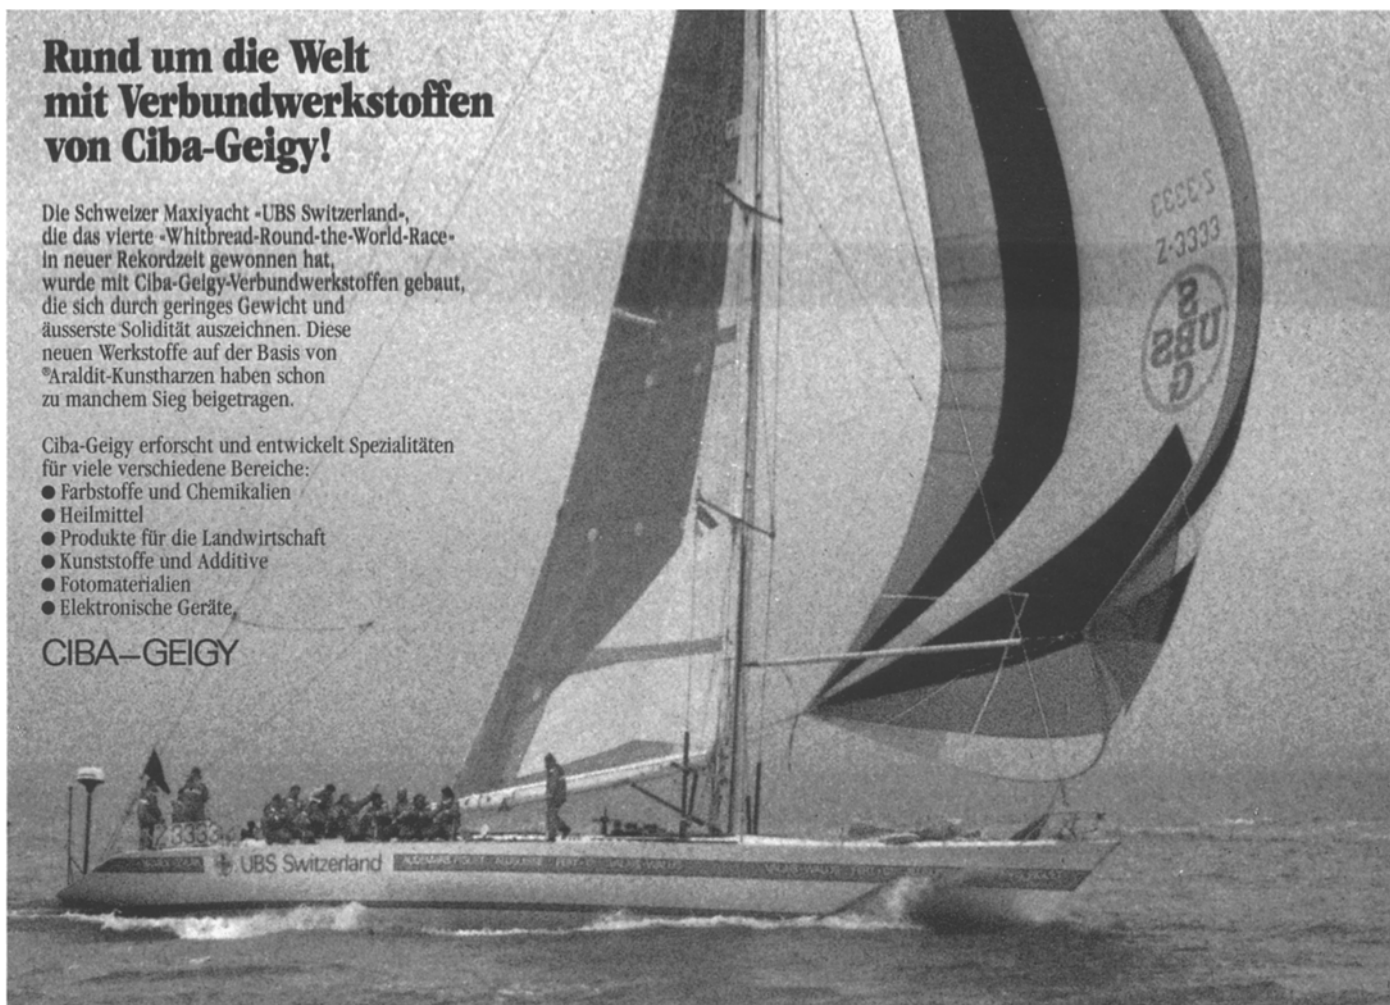 Rund um die Welt
mit Verbundwerkstoffen
von Ciba-Geigy!
Die Schweizer Maxiyacht «UBS Switzerland»,
die das vierte «Whitbread-Round-the-World-Race»
in neuer Rekordzeit gewonnen hat,
wurde mit Ciba-Geigy-Verbundwerkstoffen gebaut,
die sich durch geringes Gewicht und
äusserste Solidität auszeichnen. Diese
neuen Werkstoffe auf der Basis von
®Araldit-Kunstharzen haben schon
zu manchem Sieg beigetragen.
Ciba-Geigy erforscht und entwickelt Spezialitäten
für viele verschiedene Bereiche:
● Farbstoffe und Chemikalien
● Heilmittel
● Produkte für die Landwirtschaft
● Kunststoffe und Additive
● Fotomaterialien
● Elektronische Geräte.
CIBA–GEIGY
Z-3333
Z-3333
S
UBS
G
Z 3333
UBS Switzerland